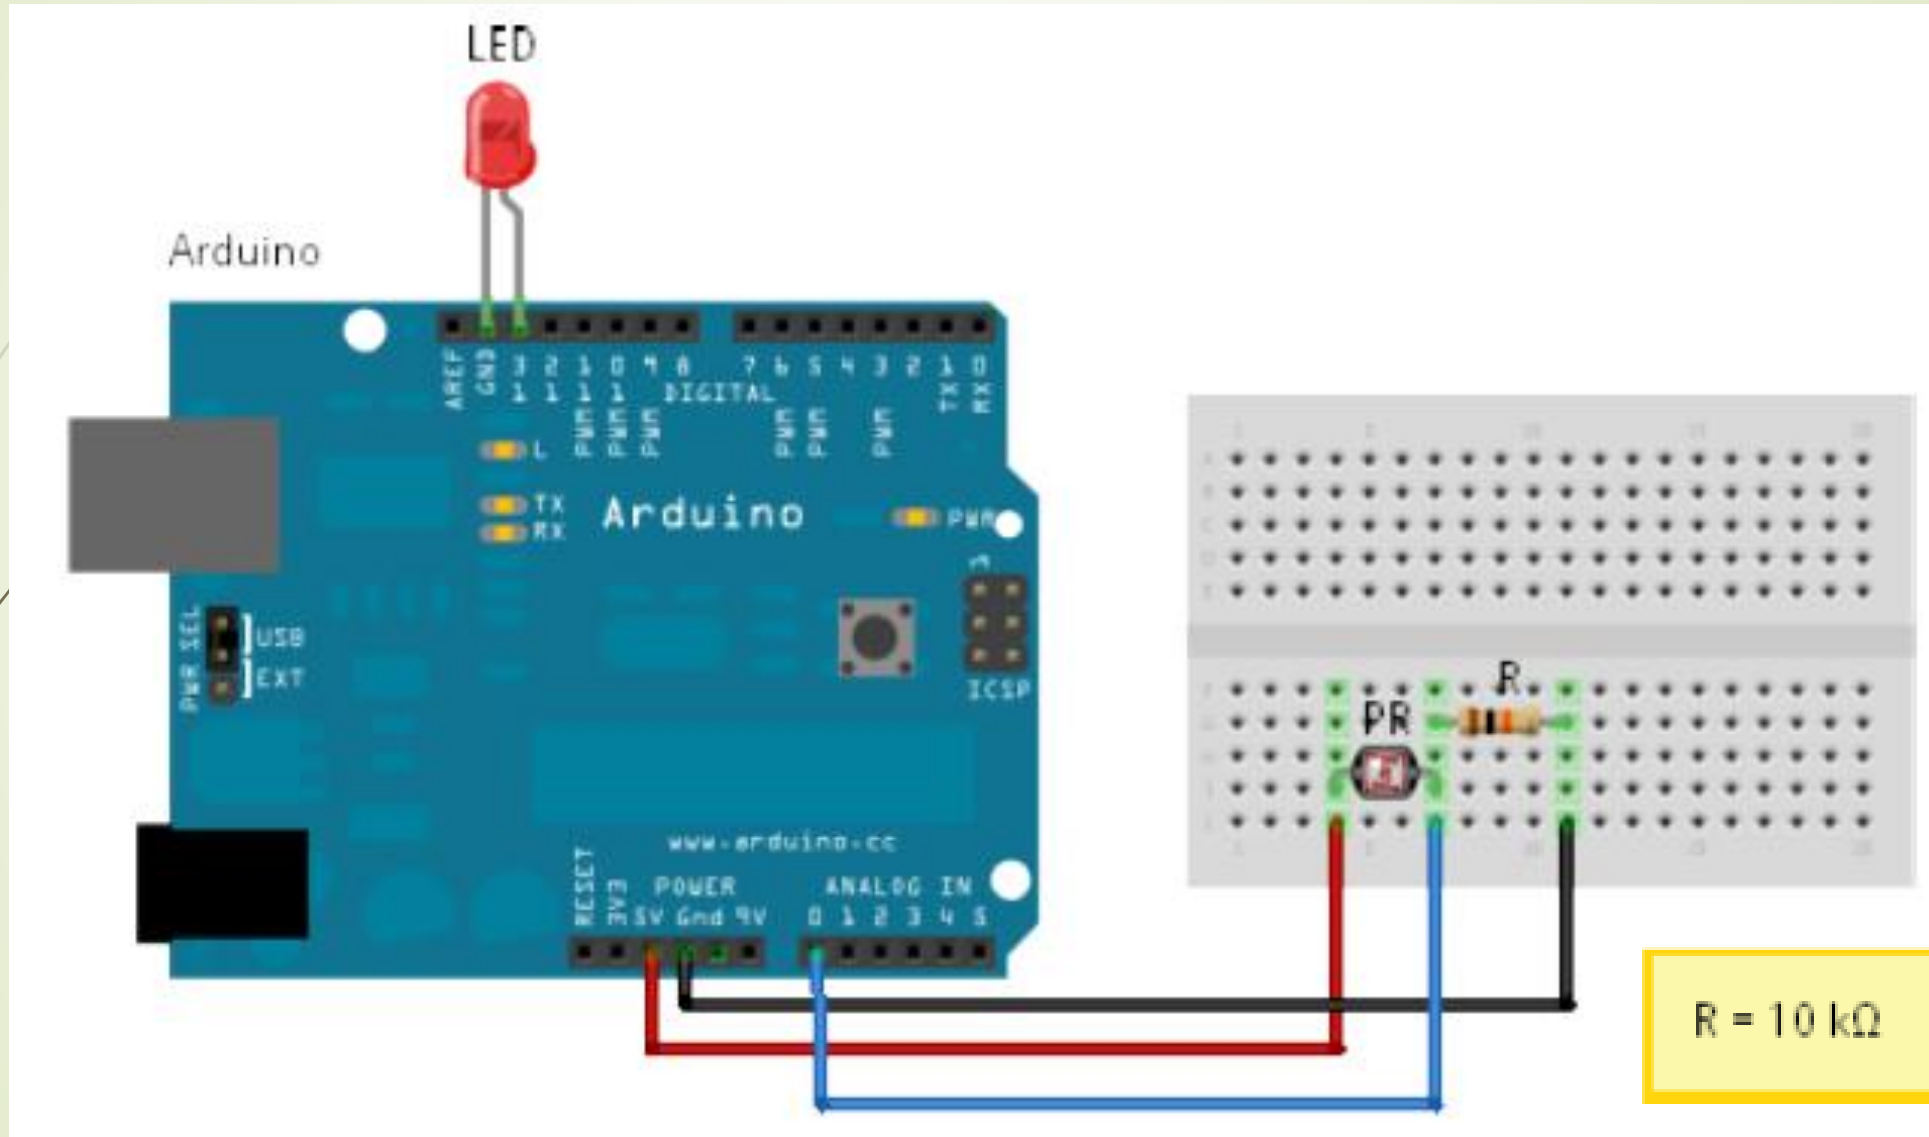 LED
Arduino
AREF
GND
13
12
11
10
9
8
7
6
5
4
3
2
1
0
DIGITAL
TX
RX
PWM
PWM
PWM
PWM
PWM
PWM
L
TX
RX
Arduino
PWR
1
ICSP
PWR SEL
USB
EXT
R
PR
www.arduino.cc
POWER
ANALOG IN
RESET
3V3
5V Gnd 9V
0 1 2 3 4 5
R = 10 kΩ